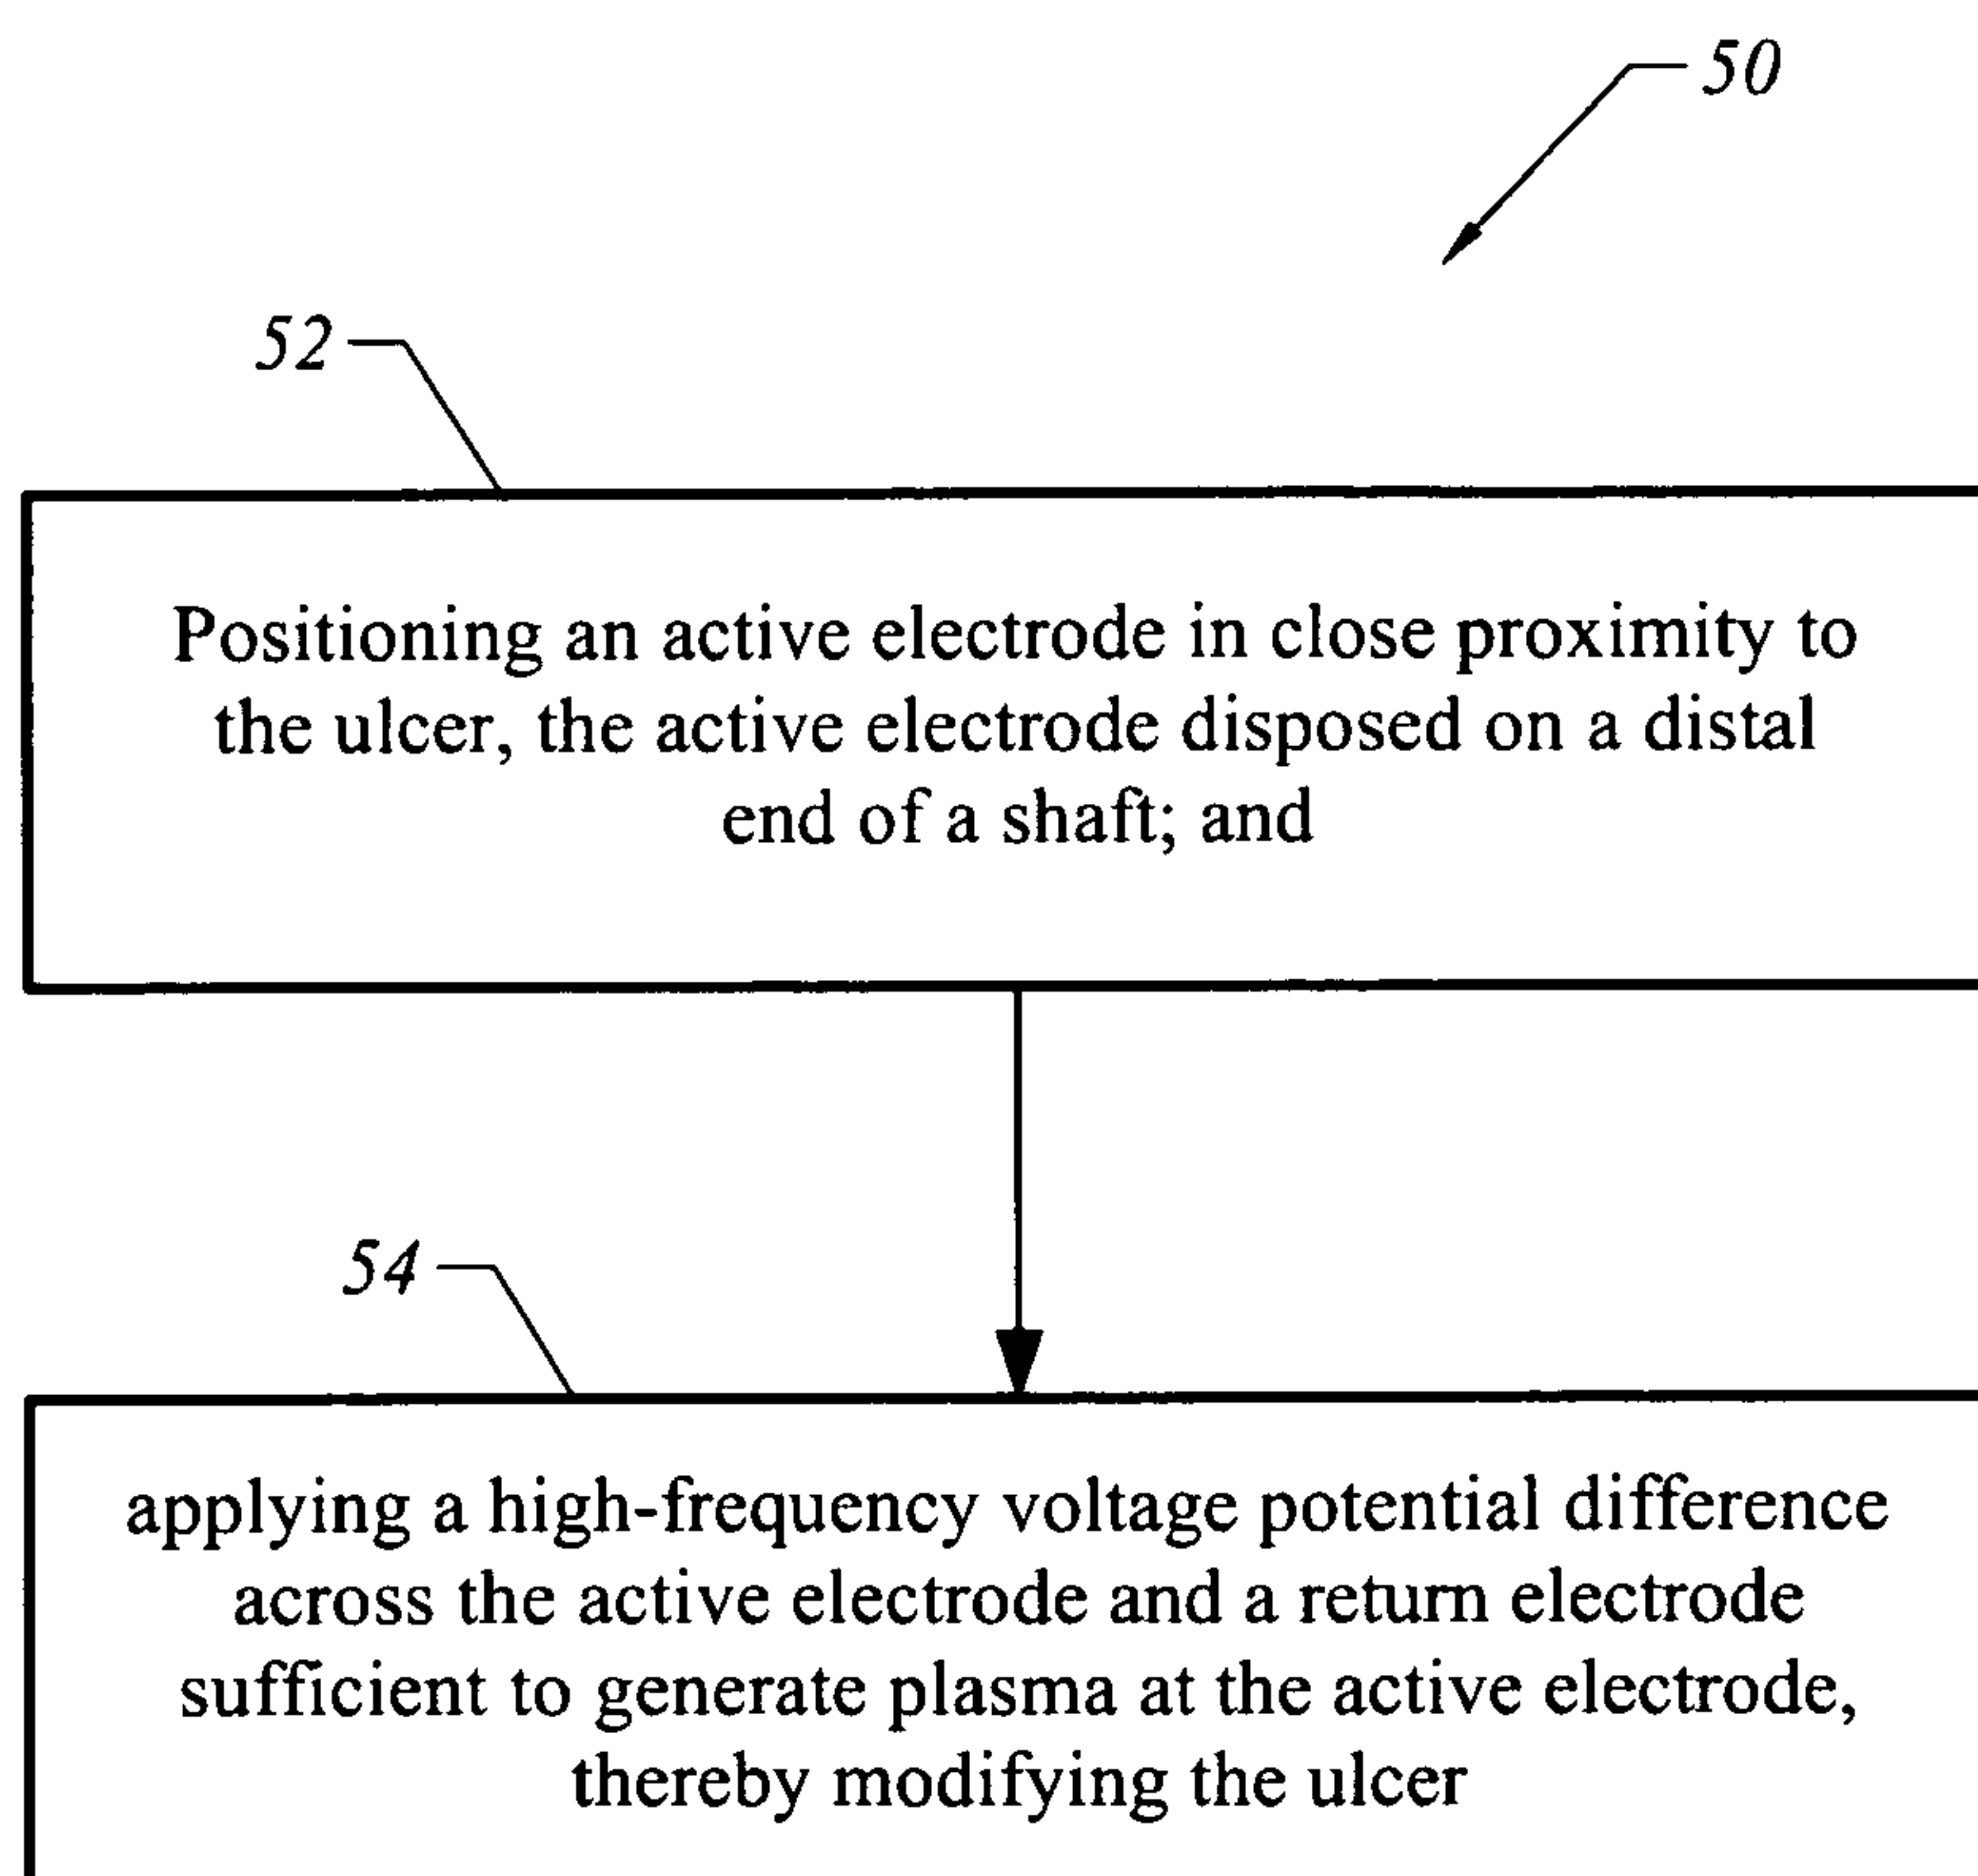 50
52
Positioning an active electrode in close proximity to
the ulcer, the active electrode disposed on a distal
end of a shaft; and
54
applying a high-frequency voltage potential difference
across the active electrode and a return electrode
sufficient to generate plasma at the active electrode,
thereby modifying the ulcer